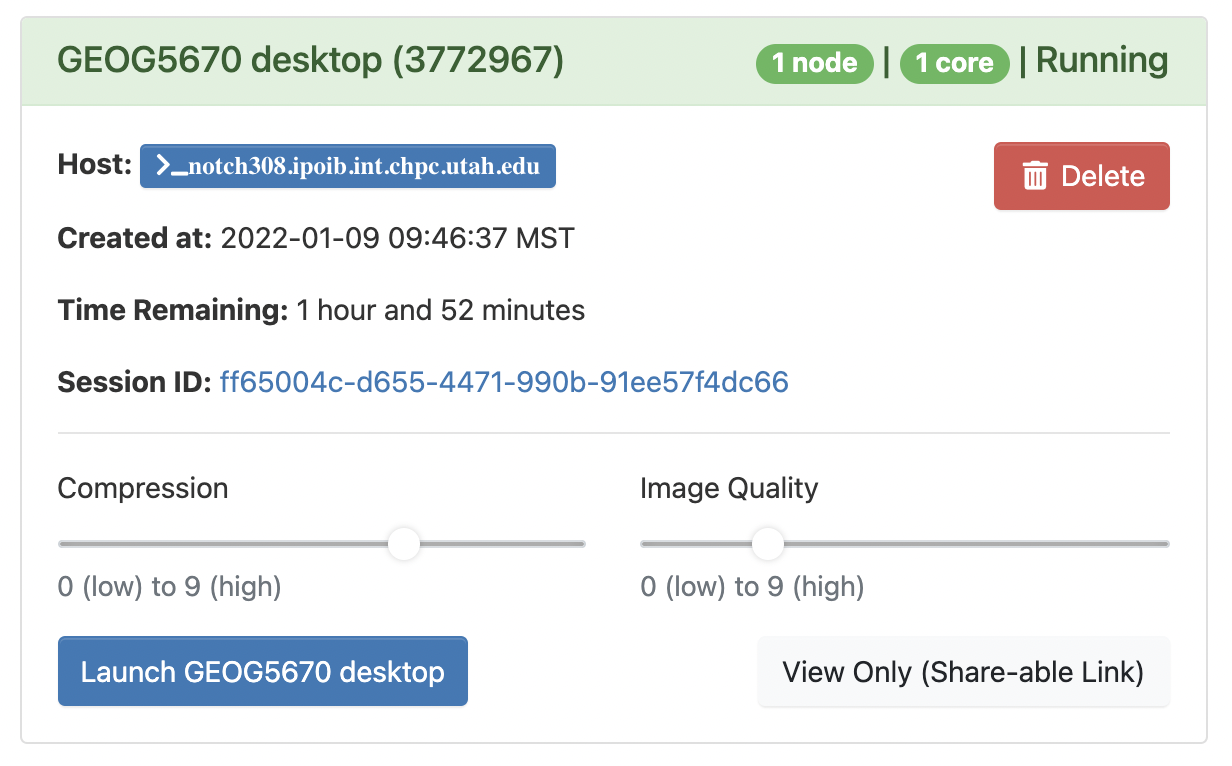 GEOG5670 desktop (3772967) 1 node | 1 core | Running
Host: >_notch308.ipoib.int.chpc.utah.edu
Delete
Created at: 2022-01-09 09:46:37 MST
Time Remaining: 1 hour and 52 minutes
Session ID: ff65004c-d655-4471-990b-91ee57f4dc66
Compression
Image Quality
0 (low) to 9 (high)
0 (low) to 9 (high)
Launch GEOG5670 desktop
View Only (Share-able Link)